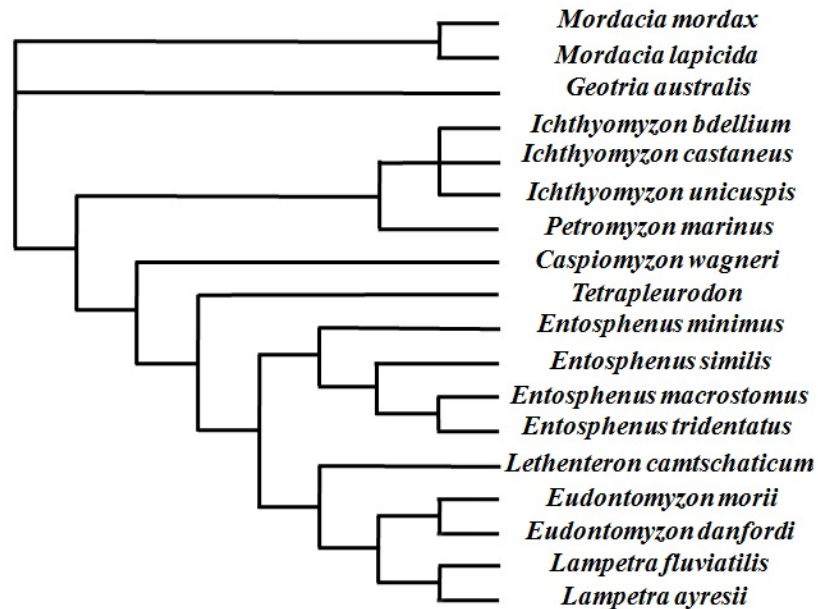 Mordacia mordax
Mordacia lapicida
Geotria australis
Ichthyomyzon bdellium
Ichthyomyzon castaneus
Ichthyomyzon unicuspis
Petromyzon marinus
Caspiomyzon wagneri
Tetrapleurodon
Entosphenus minimus
Entosphenus similis
Entosphenus macrostomus
Entosphenus tridentatus
Lethenteron camtschaticum
Eudontomyzon morii
Eudontomyzon danfordi
Lampetra fluviatilis
Lampetra ayresii